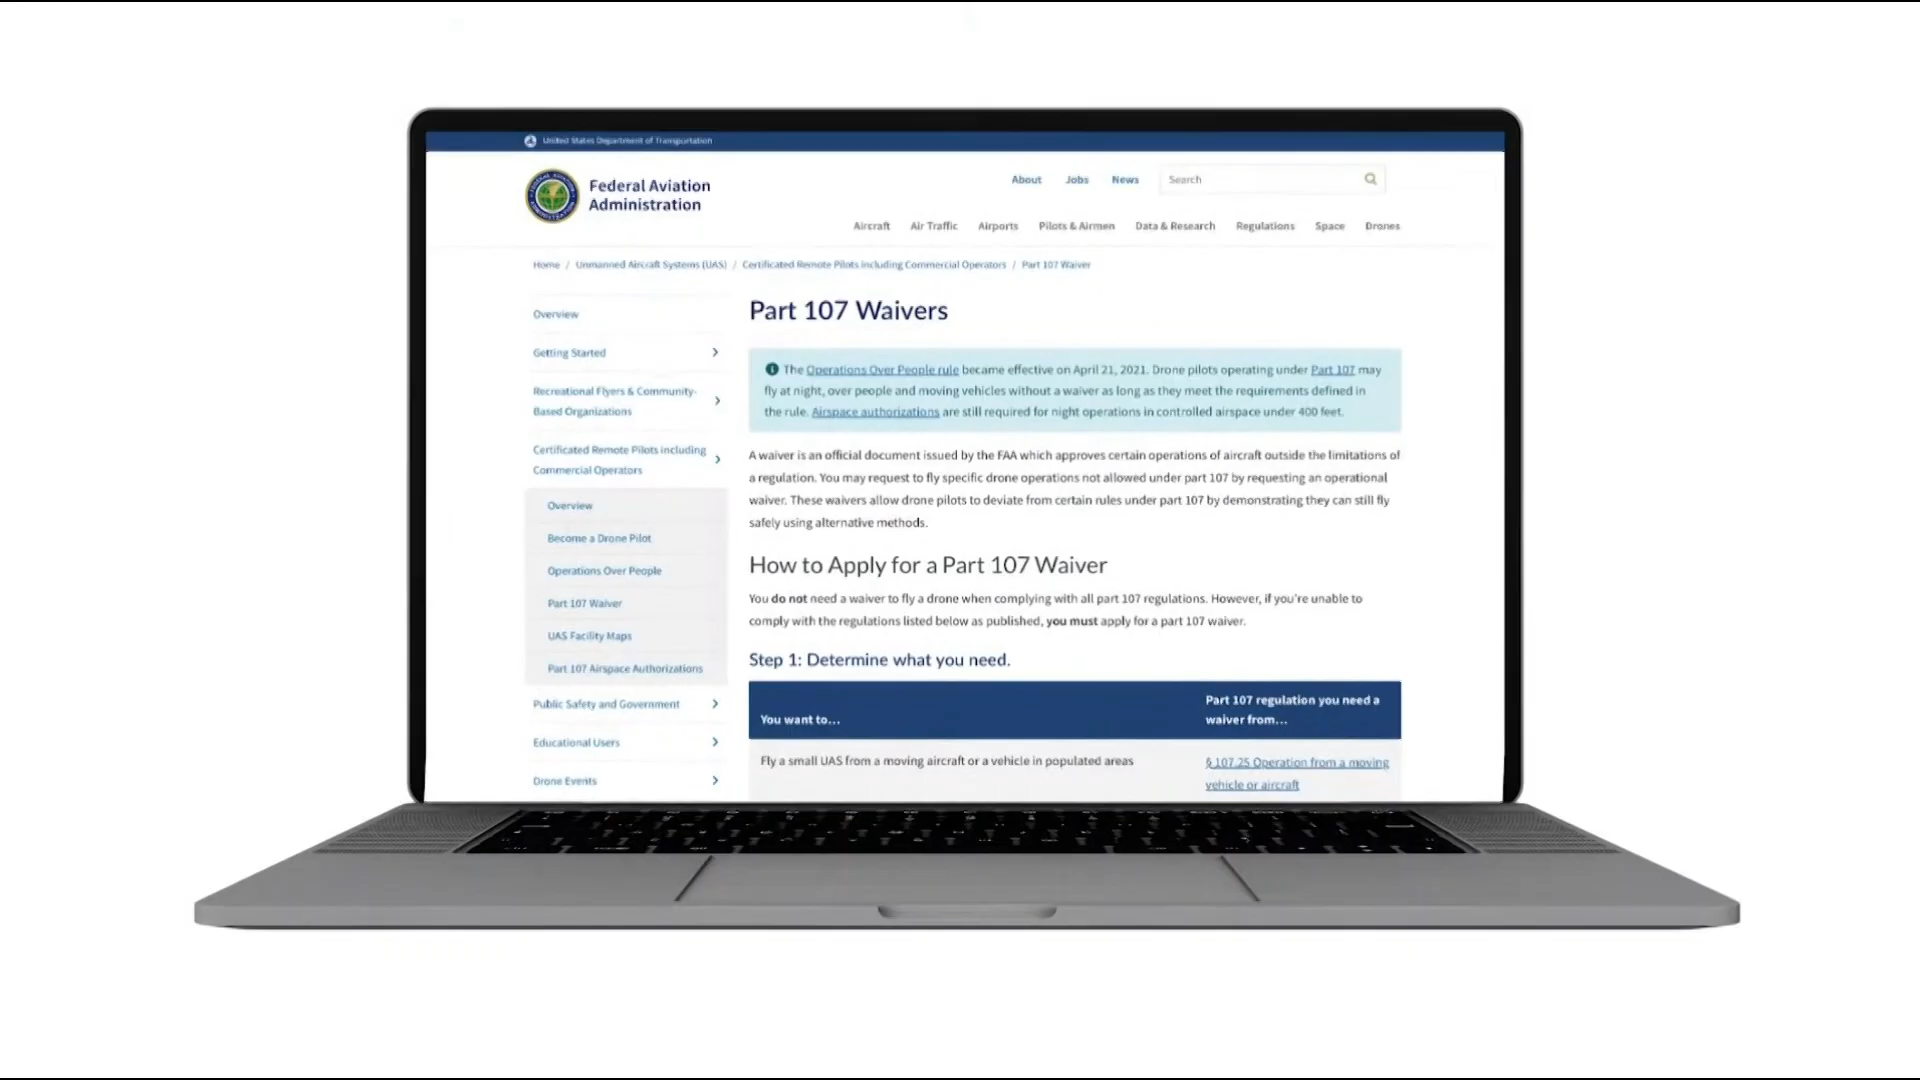 United States Department of Transportation
Federal Aviation
Administration
About Jobs News Search
Aircraft Air Traffic Airports Pilots & Airmen Data & Research Regulations Space Drones
Home / Unmanned Aircraft Systems (UAS) / Certificated Remote Pilots including Commercial Operators / Part 107 Waiver
Overview
Getting Started
Recreational Flyers & Community-
Based Organizations
Certificated Remote Pilots including
Commercial Operators
Overview
Become a Drone Pilot
Operations Over People
Part 107 Waiver
UAS Facility Maps
Part 107 Airspace Authorizations
Public Safety and Government
Educational Users
Drone Events
Part 107 Waivers
The Operations Over People rule became effective on April 21, 2021. Drone pilots operating under Part 107 may
fly at night, over people and moving vehicles without a waiver as long as they meet the requirements defined in
the rule. Airspace authorizations are still required for night operations in controlled airspace under 400 feet.
A waiver is an official document issued by the FAA which approves certain operations of aircraft outside the limitations of
a regulation. You may request to fly specific drone operations not allowed under part 107 by requesting an operational
waiver. These waivers allow drone pilots to deviate from certain rules under part 107 by demonstrating they can still fly
safely using alternative methods.
How to Apply for a Part 107 Waiver
You do not need a waiver to fly a drone when complying with all part 107 regulations. However, if you're unable to
comply with the regulations listed below as published, you must apply for a part 107 waiver.
Step 1: Determine what you need.
You want to...
Part 107 regulation you need a
waiver from...
Fly a small UAS from a moving aircraft or a vehicle in populated areas
§ 107.25 Operation from a moving
vehicle or aircraft